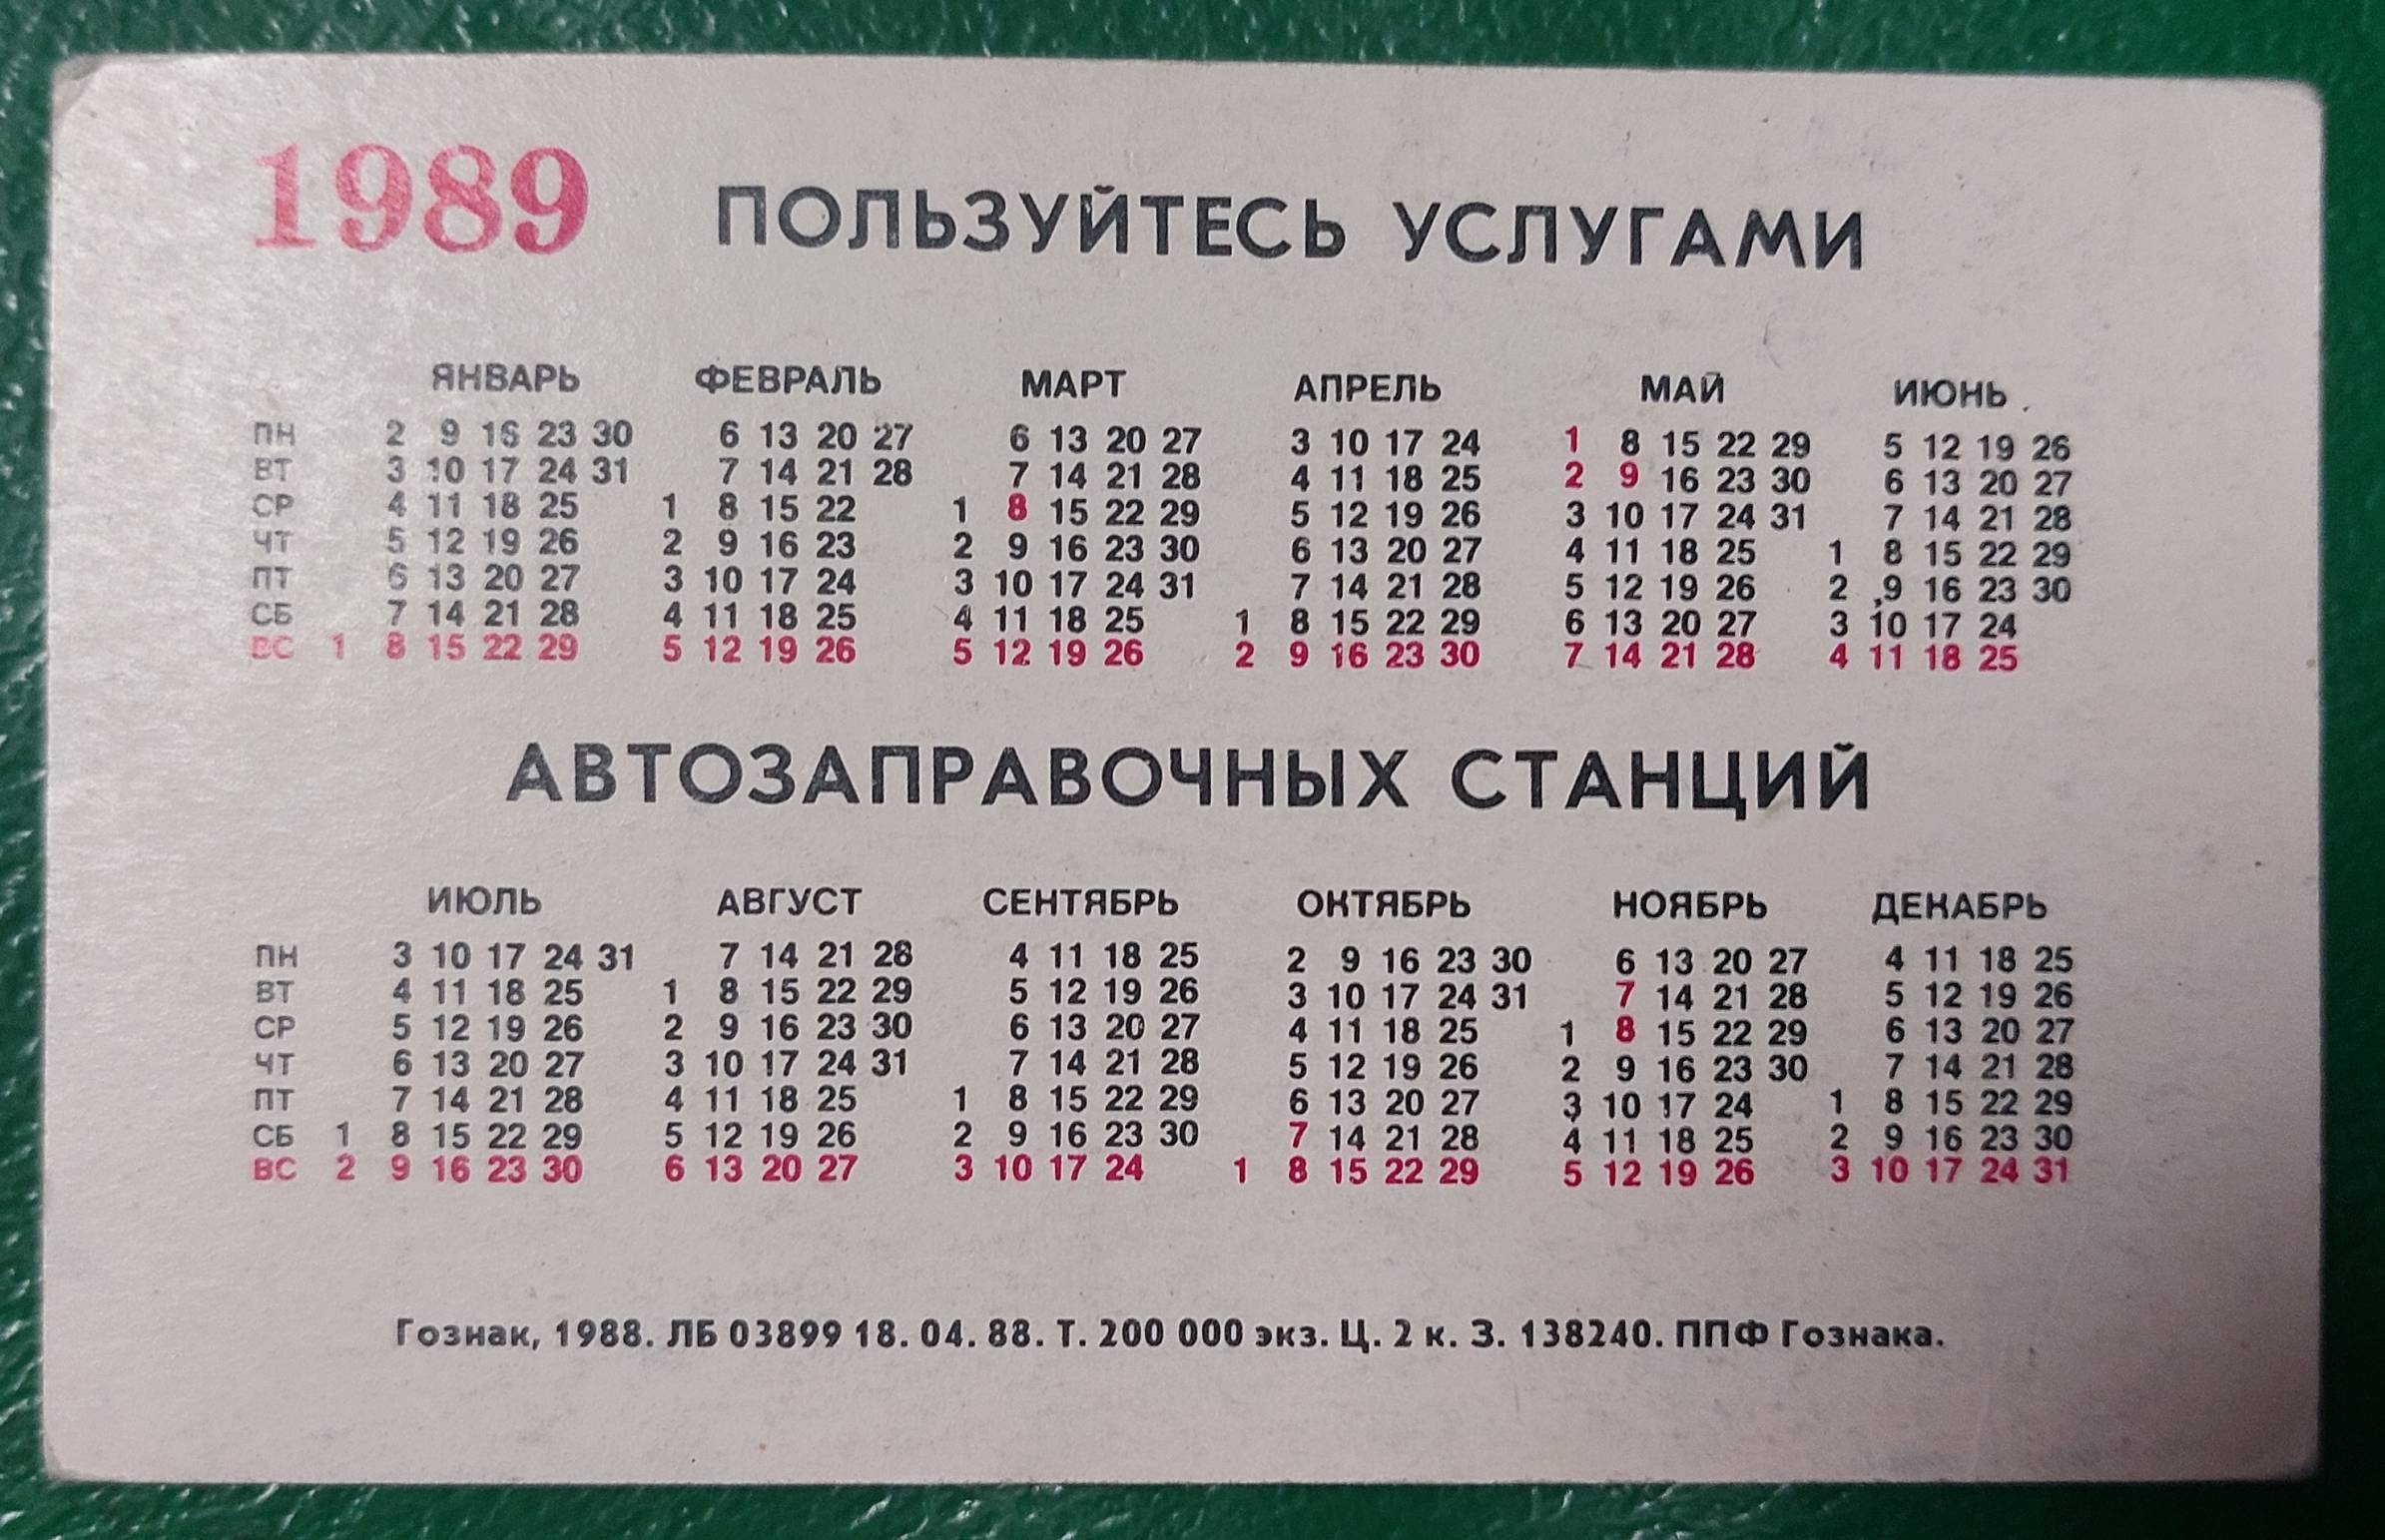 1989 ПОЛЬЗУЙТЕСЬ УСЛУГАМИ
ЯНВАРЬ ФЕВРАЛЬ МАРТ АПРЕЛЬ МАЙ ИЮНЬ
ПН 2 9 16 23 30 6 13 20 27 6 13 20 27 3 10 17 24 1 8 15 22 29 5 12 19 26
ВТ 3 10 17 24 31 7 14 21 28 7 14 21 28 4 11 18 25 2 9 16 23 30 6 13 20 27
СР 4 11 18 25 1 8 15 22 1 8 15 22 29 5 12 19 26 3 10 17 24 31 7 14 21 28
ЧТ 5 12 19 26 2 9 16 23 2 9 16 23 30 6 13 20 27 4 11 18 25 1 8 15 22 29
ПТ 6 13 20 27 3 10 17 24 3 10 17 24 31 7 14 21 28 5 12 19 26 2 9 16 23 30
СБ 7 14 21 28 4 11 18 25 4 11 18 25 1 8 15 22 29 6 13 20 27 3 10 17 24
ВС 1 8 15 22 29 5 12 19 26 5 12 19 26 2 9 16 23 30 7 14 21 28 4 11 18 25
АВТОЗАПРАВОЧНЫХ СТАНЦИЙ
ИЮЛЬ АВГУСТ СЕНТЯБРЬ ОКТЯБРЬ НОЯБРЬ ДЕКАБРЬ
ПН 3 10 17 24 31 7 14 21 28 4 11 18 25 2 9 16 23 30 6 13 20 27 4 11 18 25
ВТ 4 11 18 25 1 8 15 22 29 5 12 19 26 3 10 17 24 31 7 14 21 28 5 12 19 26
СР 5 12 19 26 2 9 16 23 30 6 13 20 27 4 11 18 25 1 8 15 22 29 6 13 20 27
ЧТ 6 13 20 27 3 10 17 24 31 7 14 21 28 5 12 19 26 2 9 16 23 30 7 14 21 28
ПТ 7 14 21 28 4 11 18 25 1 8 15 22 29 6 13 20 27 3 10 17 24 1 8 15 22 29
СБ 1 8 15 22 29 5 12 19 26 2 9 16 23 30 7 14 21 28 4 11 18 25 2 9 16 23 30
ВС 2 9 16 23 30 6 13 20 27 3 10 17 24 1 8 15 22 29 5 12 19 26 3 10 17 24 31
Гознак, 1988. ЛБ 03899 18. 04. 88. Т. 200 000 экз. Ц. 2 к. З. 138240. ППФ Гознака.